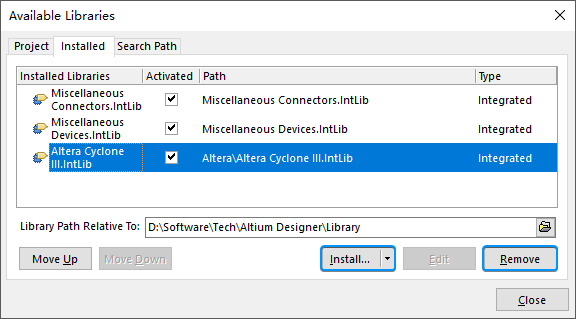 Available Libraries
Project Installed Search Path
Installed Libraries Activated Path Type
Miscellaneous
Connectors.IntLib Miscellaneous Connectors.IntLib Integrated
Miscellaneous
Devices.IntLib Miscellaneous Devices.IntLib Integrated
Altera Cyclone
III.IntLib Altera\Altera Cyclone III.IntLib Integrated
Library Path Relative To: D:\Software\Tech\Altium Designer\Library
Move Up Move Down Install... Edit Remove
Close